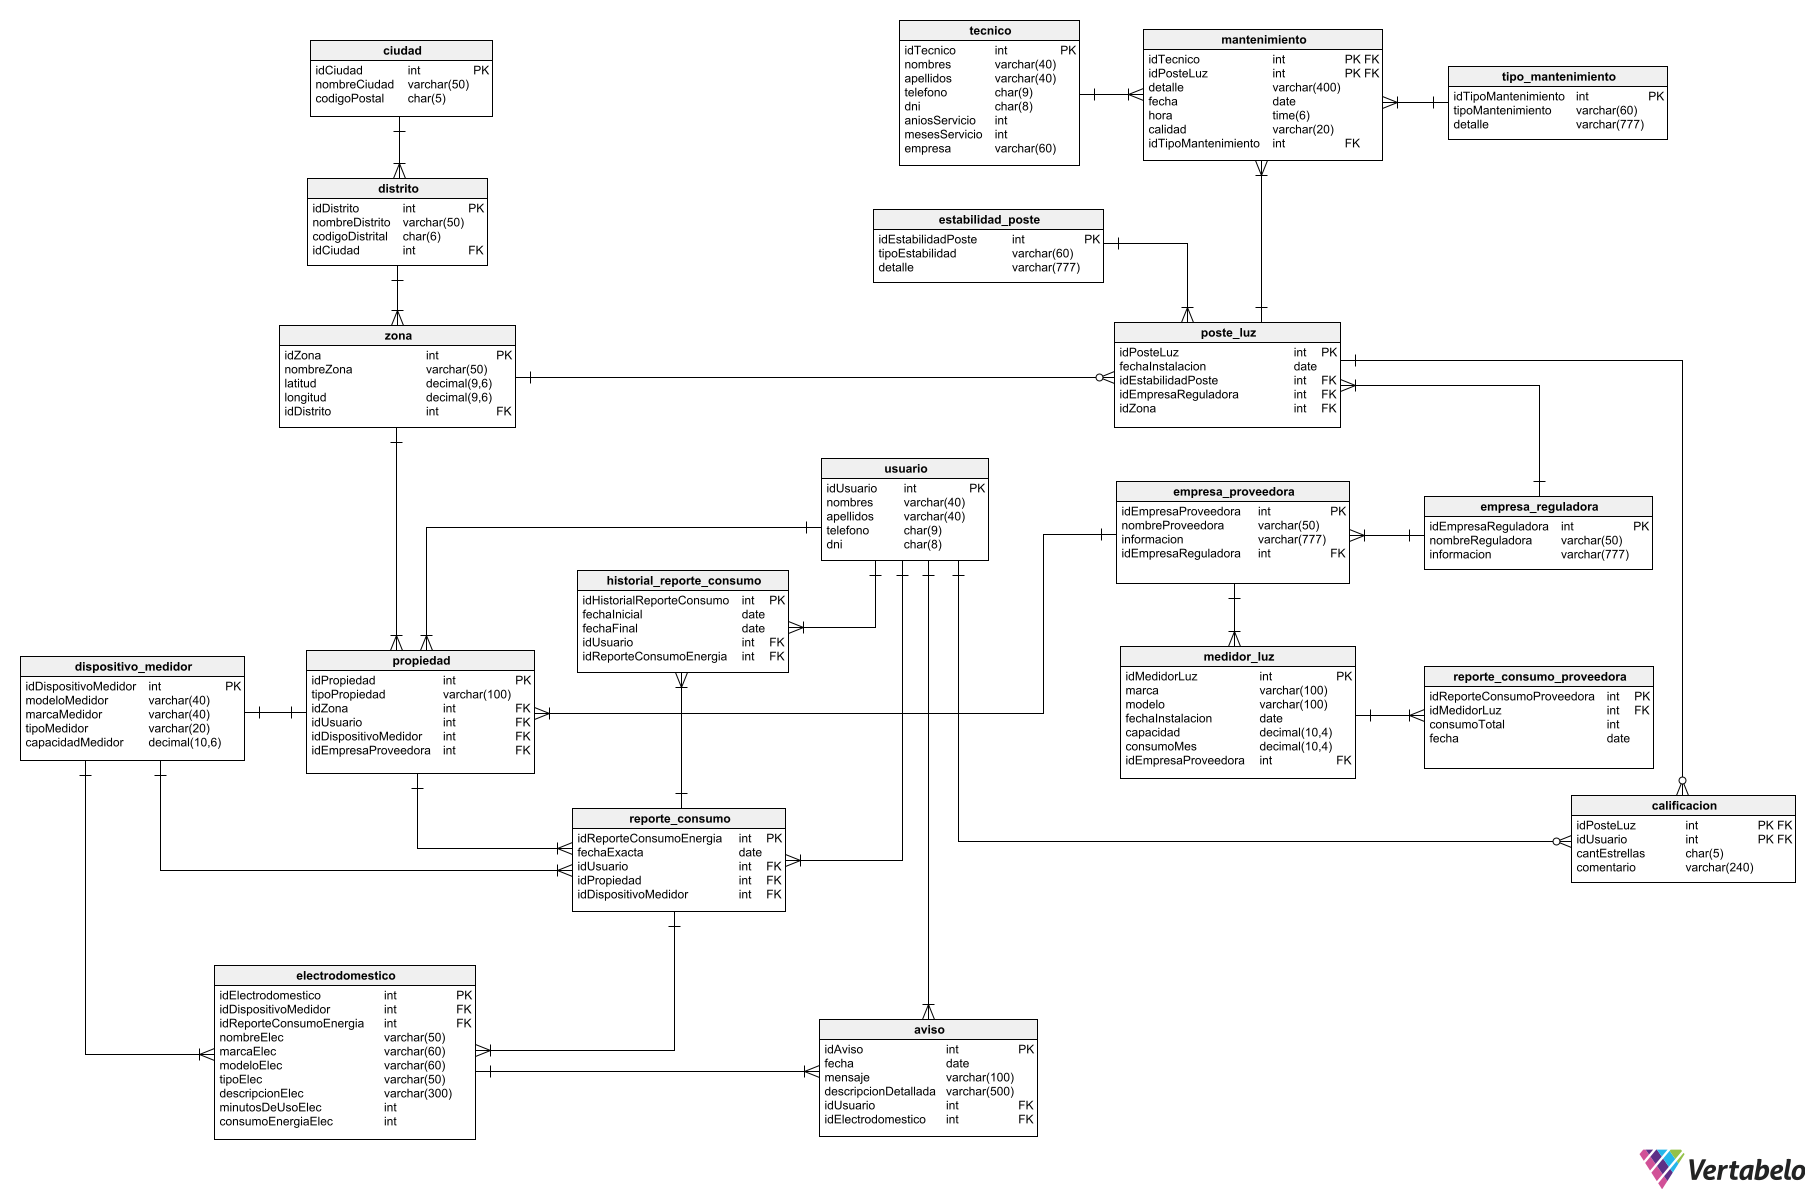 ciudad
idCiudad int PK
nombreCiudad varchar(50)
codigoPostal char(5)
distrito
idDistrito int PK
nombreDistrito varchar(50)
codigoDistrital char(6)
idCiudad int FK
zona
idZona int PK
nombreZona varchar(50)
latitud decimal(9,6)
longitud decimal(9,6)
idDistrito int FK
tecnico
idTecnico int PK
nombres varchar(40)
apellidos varchar(40)
telefono char(9)
dni char(8)
aniosServicio int
mesesServicio int
empresa varchar(60)
mantenimiento
idTecnico int PK FK
idPosteLuz int PK FK
detalle varchar(400)
fecha date
hora time(6)
calidad varchar(20)
idTipoMantenimiento int FK
tipo_mantenimiento
idTipoMantenimiento int PK
tipoMantenimiento varchar(60)
detalle varchar(777)
estabilidad_poste
idEstabilidadPoste int PK
tipoEstabilidad varchar(60)
detalle varchar(777)
poste_luz
idPosteLuz int PK
fechaInstalacion date
idEstabilidadPoste int FK
idEmpresaReguladora int FK
idZona int FK
usuario
idUsuario int PK
nombres varchar(40)
apellidos varchar(40)
telefono char(9)
dni char(8)
empresa_proveedora
idEmpresaProveedora int PK
nombreProveedora varchar(50)
informacion varchar(777)
idEmpresaReguladora int FK
empresa_reguladora
idEmpresaReguladora int PK
nombreReguladora varchar(50)
informacion varchar(777)
historial_reporte_consumo
idHistorialReporteConsumo int PK
fechaInicial date
fechaFinal date
idUsuario int FK
idReporteConsumoEnergia int FK
dispositivo_medidor
idDispositivoMedidor int PK
modeloMedidor varchar(40)
marcaMedidor varchar(40)
tipoMedidor varchar(20)
capacidadMedidor decimal(10,6)
propiedad
idPropiedad int PK
tipoPropiedad varchar(100)
idZona int FK
idUsuario int FK
idDispositivoMedidor int FK
idEmpresaProveedora int FK
medidor_luz
idMedidorLuz int PK
marca varchar(100)
modelo varchar(100)
fechaInstalacion date
capacidad decimal(10,4)
consumoMes decimal(10,4)
idEmpresaProveedora int FK
reporte_consumo_proveedora
idReporteConsumoProveedora int PK
idMedidorLuz int FK
consumoTotal int
fecha date
reporte_consumo
idReporteConsumoEnergia int PK
fechaExacta date
idUsuario int FK
idPropiedad int FK
idDispositivoMedidor int FK
calificacion
idPosteLuz int PK FK
idUsuario int PK FK
cantEstrellas char(5)
comentario varchar(240)
electrodomestico
idElectrodomestico int PK
idDispositivoMedidor int FK
idReporteConsumoEnergia int FK
nombreElec varchar(50)
marcaElec varchar(60)
modeloElec varchar(60)
tipoElec varchar(50)
descripcionElec varchar(300)
minutosDeUsoElec int
consumoEnergiaElec int
aviso
idAviso int PK
fecha date
mensaje varchar(100)
descripcionDetallada varchar(500)
idUsuario int FK
idElectrodomestico int FK
Vertabelo